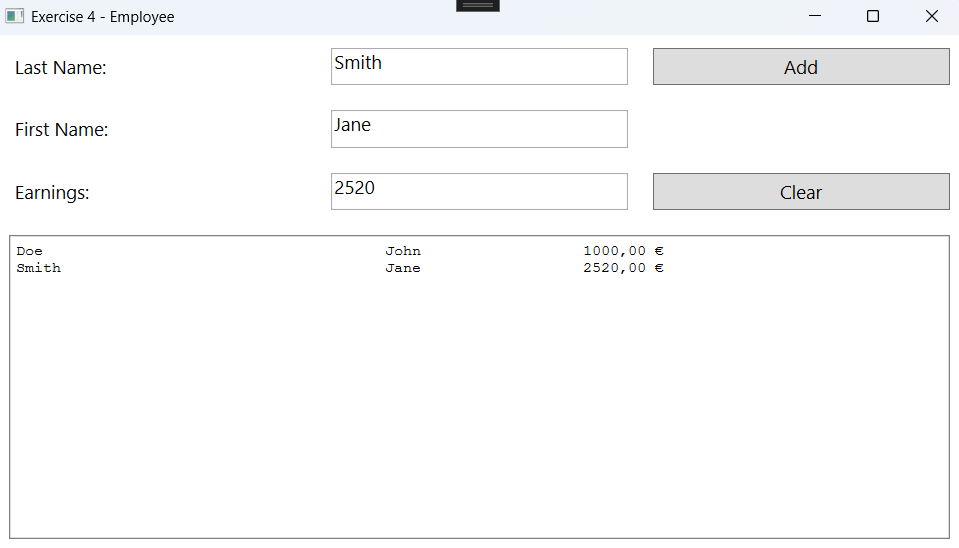 Exercise 4 - Employee
Last Name: Smith Add
First Name: Jane
Earnings: 2520 Clear
Doe John 1000,00 €
Smith Jane 2520,00 €